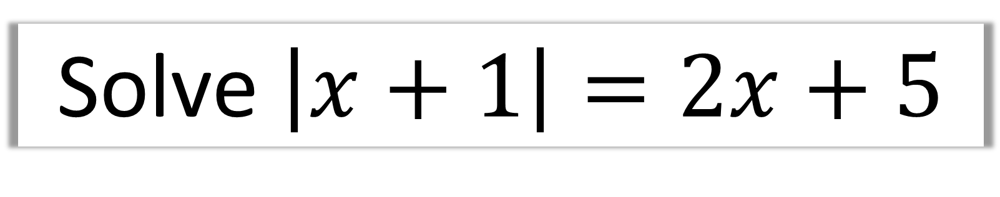 Solve |x + 1| = 2x + 5